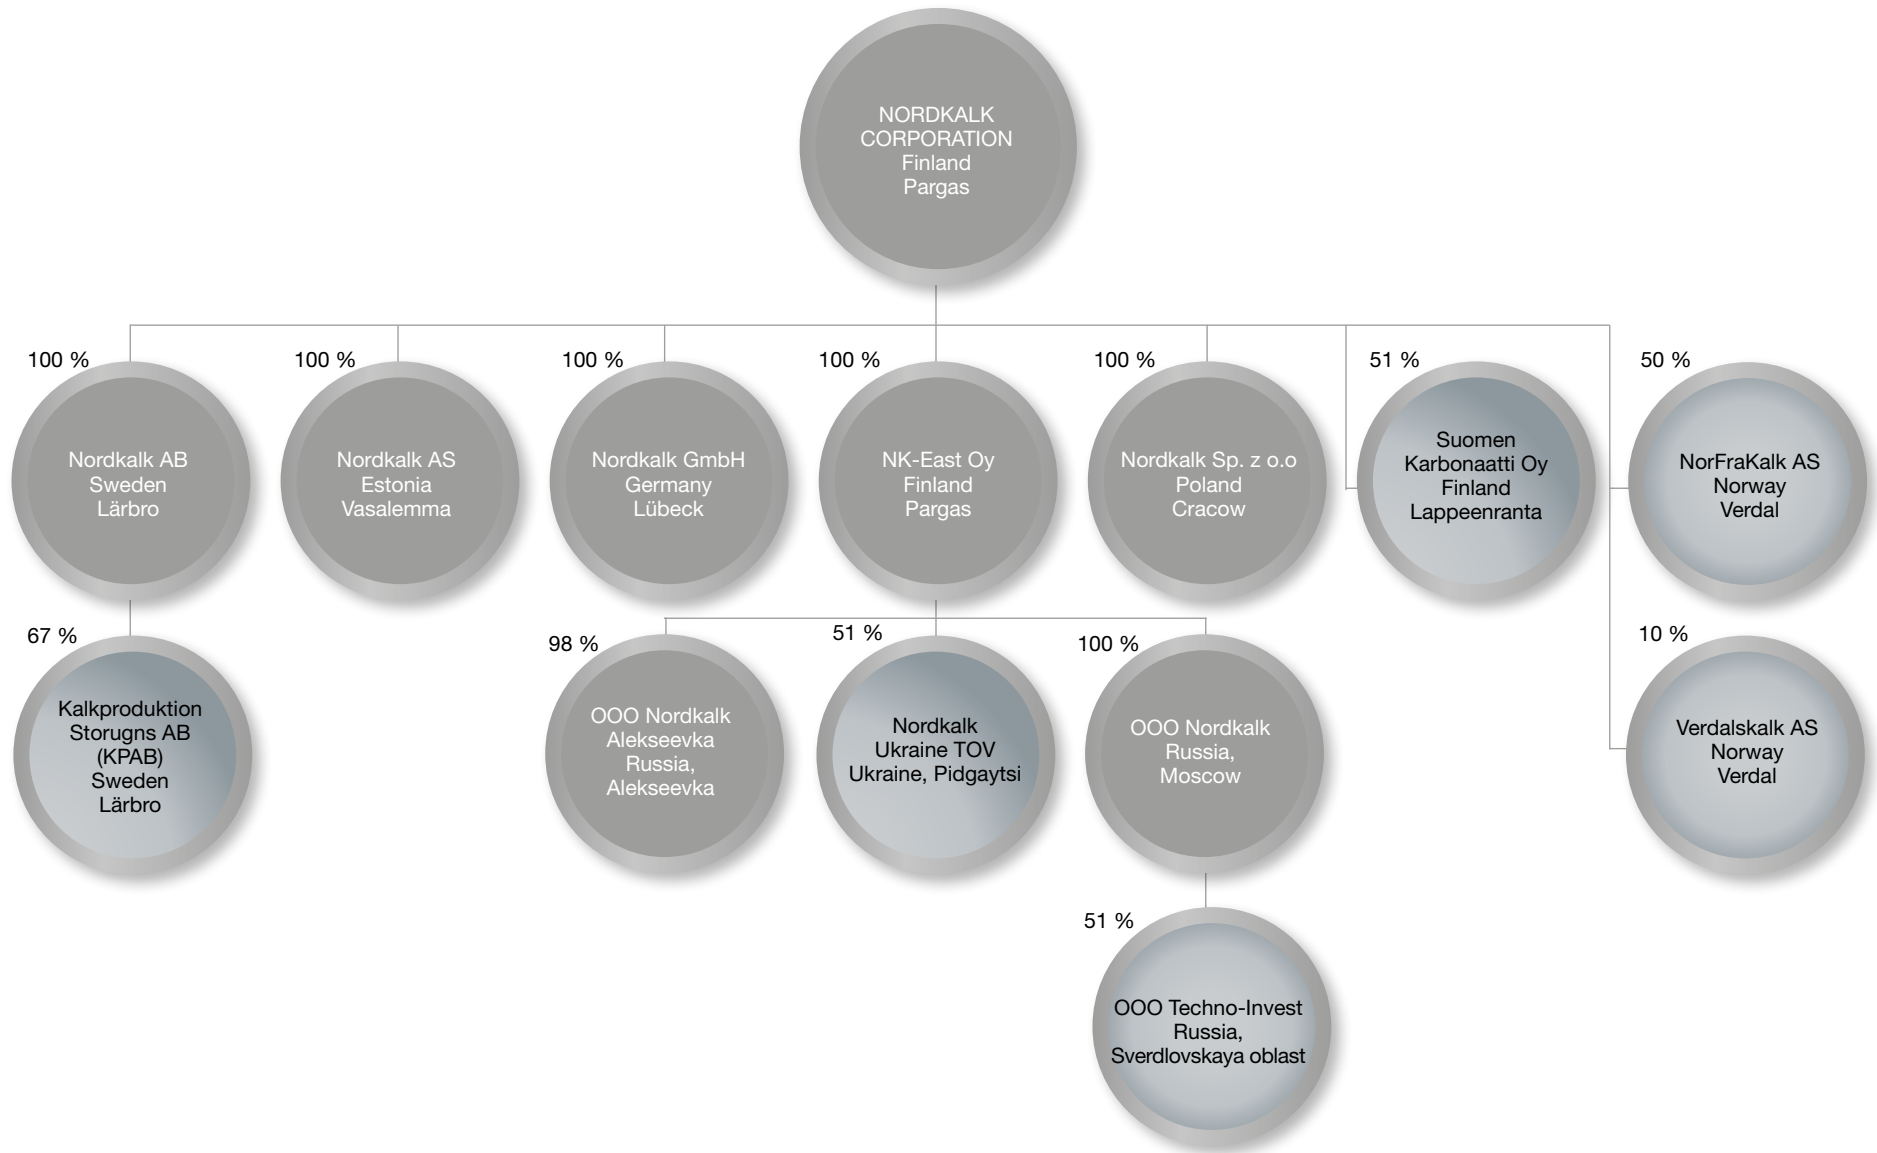 NORDKALK
CORPORATION
Finland
Pargas
100 %
Nordkalk AB
Sweden
Lärbro
100 %
Nordkalk AS
Estonia
Vasalemma
100 %
Nordkalk GmbH
Germany
Lübeck
100 %
NK-East Oy
Finland
Pargas
100 %
Nordkalk Sp. z o.o
Poland
Cracow
51 %
Suomen
Karbonaatti Oy
Finland
Lappeenranta
50 %
NorFraKalk AS
Norway
Verdal
67 %
Kalkproduktion
Storugns AB
(KPAB)
Sweden
Lärbro
98 %
OOO Nordkalk
Alekseevka
Russia,
Alekseevka
51 %
Nordkalk
Ukraine TOV
Ukraine, Pidgaytsi
100 %
OOO Nordkalk
Russia,
Moscow
10 %
Verdalskalk AS
Norway
Verdal
51 %
OOO Techno-Invest
Russia,
Sverdlovskaya oblast